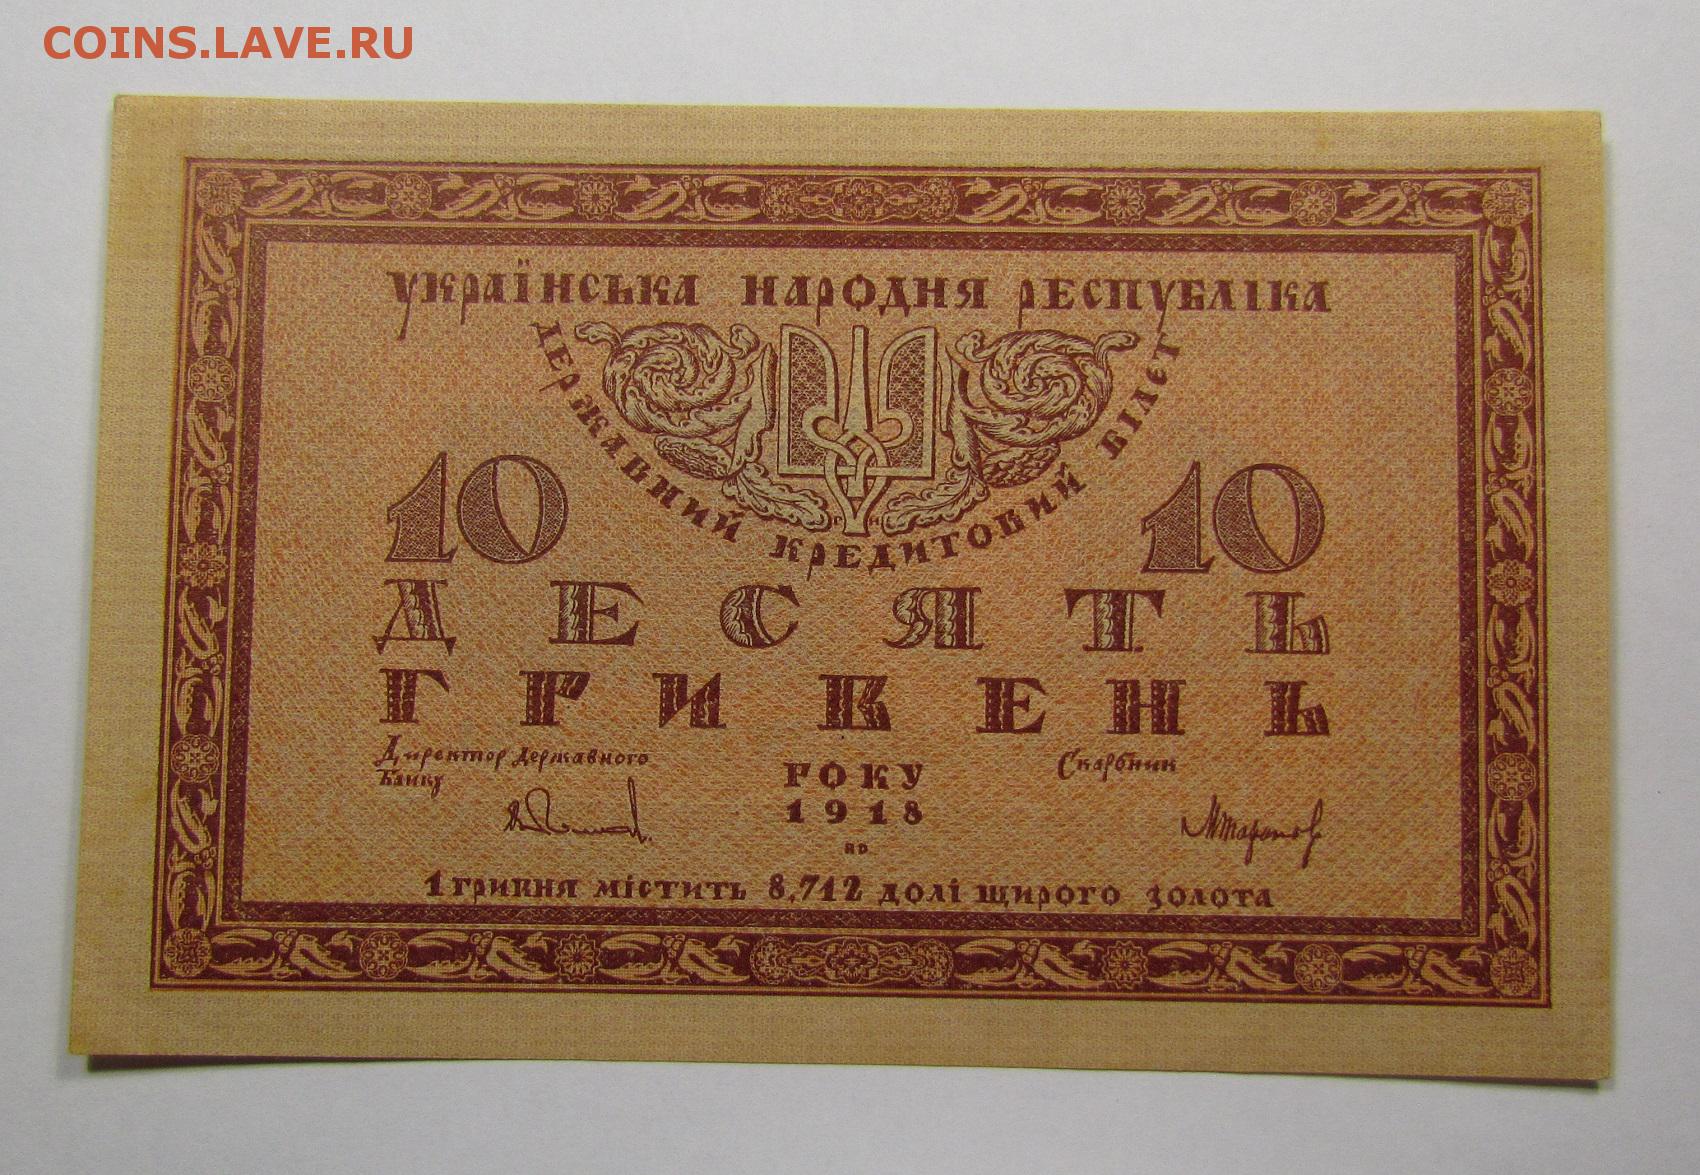 COINS.LAVE.RU
УКРАЇНСЬКА НАРОДНЯ РЕСПУБЛІКА
ДЕРЖАВНИЙ КРЕДИТОВИЙ БІЛЄТ
Г Н
10 10
ДЕСЯТЬ
ГРИВЕНЬ
Директор Державного
Банку
Скарбник
РОКУ
1918
1 ГРИВНЯ МІСТИТЬ 8,712 ДОЛІ ЩИРОГО ЗОЛОТА